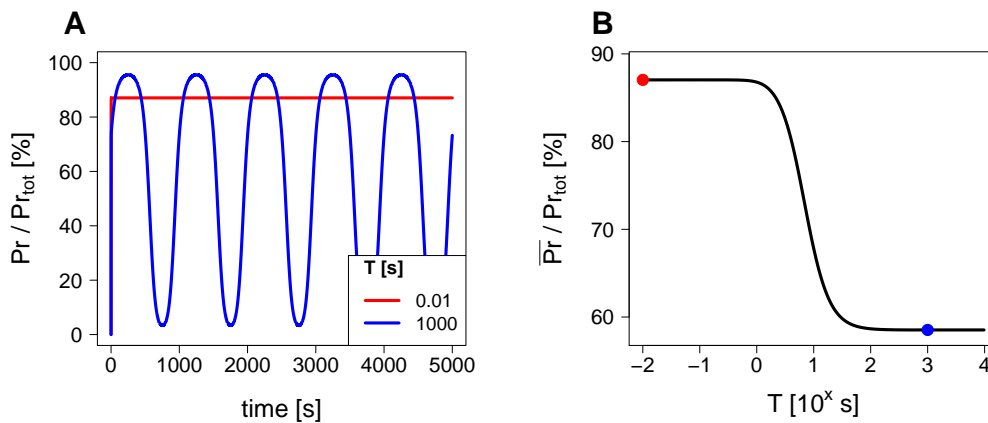 A
Pr / Pr_tot [%]
100
80
60
40
20
0
T [s]
0.01
1000
0 1000 2000 3000 4000 5000
time [s]
B
P̅r̅ / Pr_tot [%]
90
80
70
60
−2 −1 0 1 2 3 4
T [10^x s]